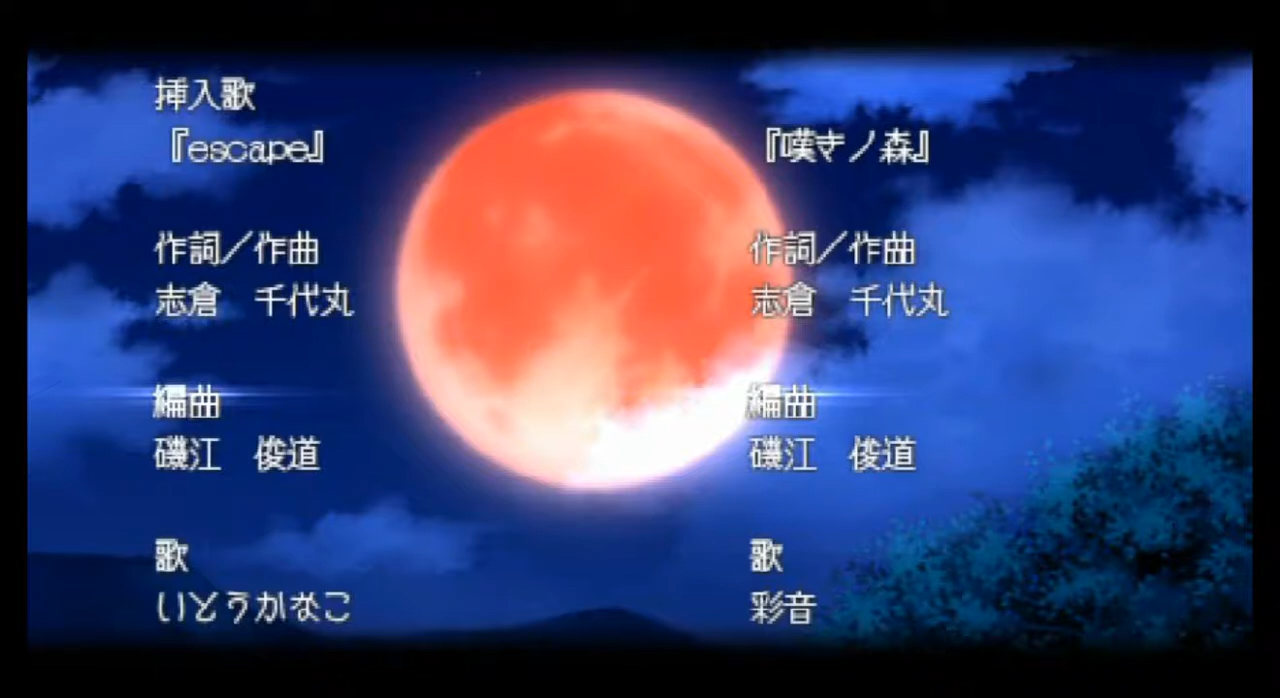 挿入歌
『escape』
作詞／作曲
志倉　千代丸
編曲
磯江　俊道
歌
いとうかなこ
『嘆きノ森』
作詞／作曲
志倉　千代丸
編曲
磯江　俊道
歌
彩音